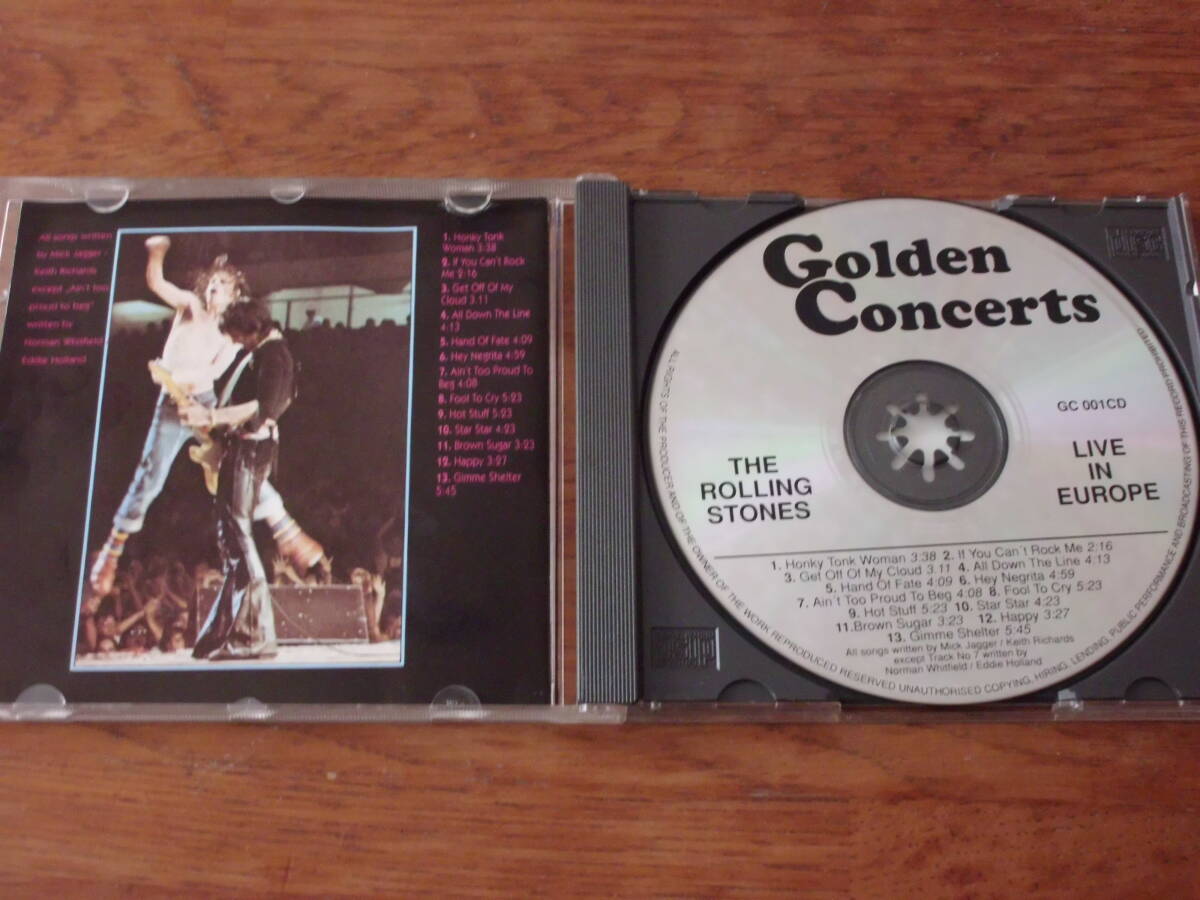 All songs written
by Mick Jagger -
Keith Richards
except „Ain't too
proud to beg"
written by
Norman Whitfield
Eddie Holland
1. Honky Tonk
Woman 3:38
2. If You Can't Rock
Me 2:16
3. Get Off Of My
Cloud 3.11
4. All Down The Line
4:13
5. Hand Of Fate 4:09
6. Hey Negrita 4:59
7. Ain't Too Proud To
Beg 4:08
8. Fool To Cry 5:23
9. Hot Stuff 5:23
10. Star Star 4:23
11. Brown Sugar 3:23
12. Happy 3:27
13. Gimme Shelter
5:45
Golden
Concerts
GC 001CD
THE
ROLLING
STONES
LIVE
IN
EUROPE
1. Honky Tonk Woman 3:38 2. If You Can´t Rock Me 2:16
3. Get Off Of My Cloud 3.11 4. All Down The Line 4:13
5. Hand Of Fate 4:09 6. Hey Negrita 4:59
7. Ain´t Too Proud To Beg 4:08 8. Fool To Cry 5:23
9. Hot Stuff 5:23 10. Star Star 4:23
11.Brown Sugar 3:23 12. Happy 3:27
13. Gimme Shelter 5:45
All songs written by Mick Jagger / Keith Richards
except Track No 7 written by
Norman Whitfield / Eddie Holland
ALL RIGHTS OF THE PRODUCER AND OF THE OWNER OF THE WORK REPRODUCED RESERVED UNAUTHORISED COPYING, HIRING, LENDING, PUBLIC PERFORMANCE AND BROADCASTING OF THIS RECORD PROHIBITED